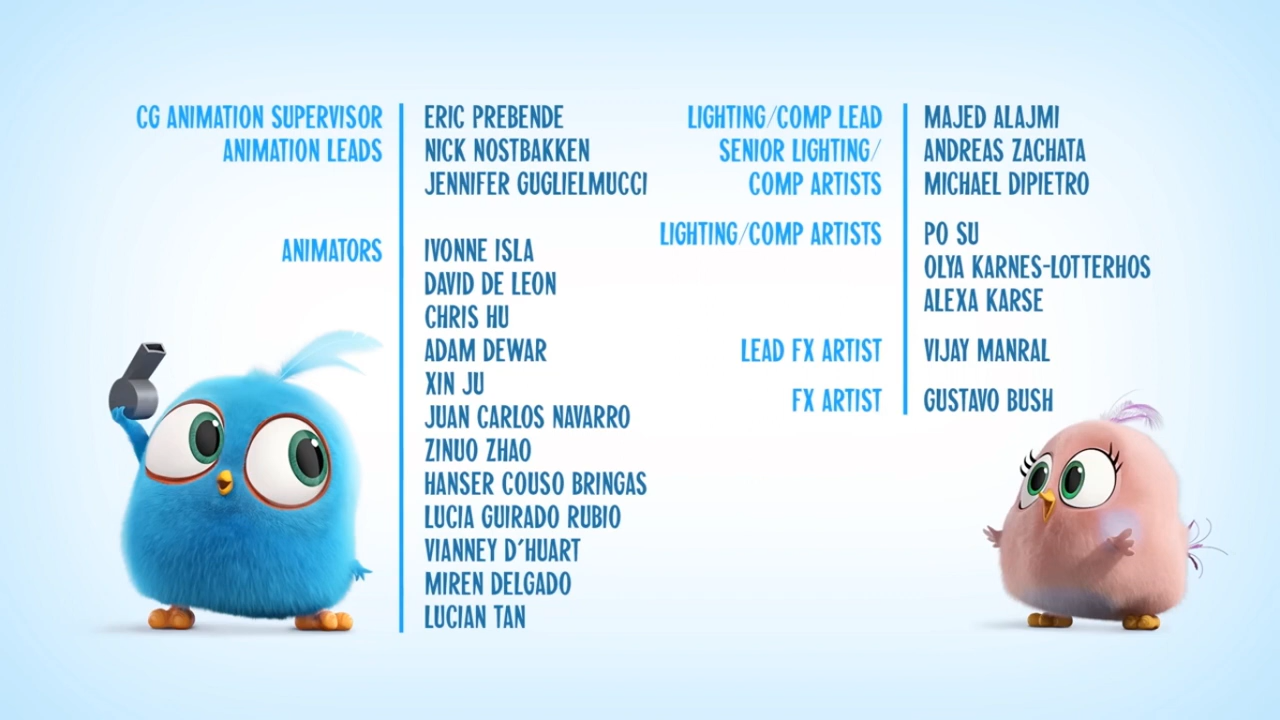 CG ANIMATION SUPERVISOR ERIC PREBENDE
ANIMATION LEADS NICK NOSTBAKKEN
JENNIFER GUGLIELMUCCI
ANIMATORS IVONNE ISLA
DAVID DE LEON
CHRIS HU
ADAM DEWAR
XIN JU
JUAN CARLOS NAVARRO
ZINUO ZHAO
HANSER COUSO BRINGAS
LUCIA GUIRADO RUBIO
VIANNEY D'HUART
MIREN DELGADO
LUCIAN TAN
LIGHTING/COMP LEAD MAJED ALAJMI
SENIOR LIGHTING/ ANDREAS ZACHATA
COMP ARTISTS MICHAEL DIPIETRO
LIGHTING/COMP ARTISTS PO SU
OLYA KARNES-LOTTERHOS
ALEXA KARSE
LEAD FX ARTIST VIJAY MANRAL
FX ARTIST GUSTAVO BUSH